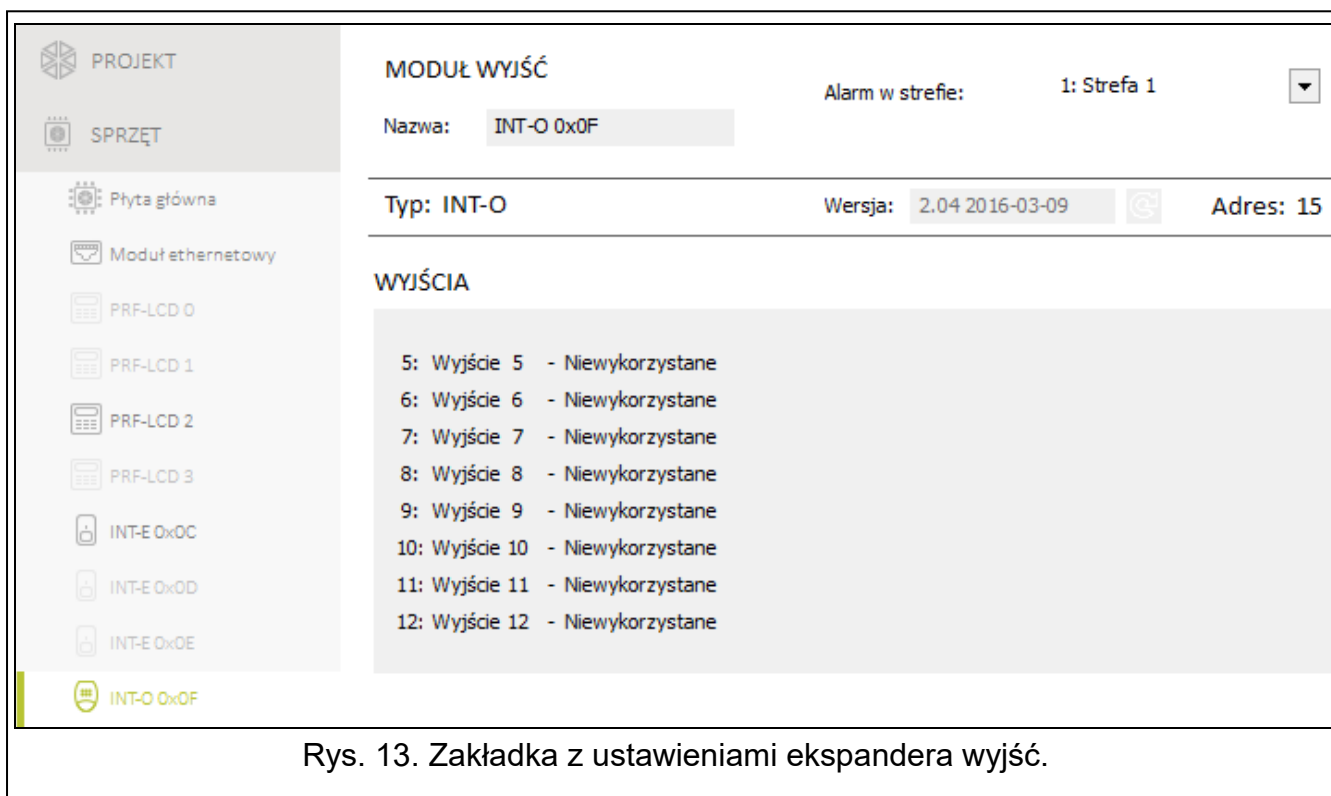 PROJEKT
SPRZĘT
Płyta główna
Moduł ethernetowy
PRF-LCD 0
PRF-LCD 1
PRF-LCD 2
PRF-LCD 3
INT-E 0x0C
INT-E 0x0D
INT-E 0x0E
INT-O 0x0F
MODUŁ WYJŚĆ
Nazwa: INT-O 0x0F
Alarm w strefie: 1: Strefa 1
Typ: INT-O Wersja: 2.04 2016-03-09 Adres: 15
WYJŚCIA
5: Wyjście 5 - Niewykorzystane
6: Wyjście 6 - Niewykorzystane
7: Wyjście 7 - Niewykorzystane
8: Wyjście 8 - Niewykorzystane
9: Wyjście 9 - Niewykorzystane
10: Wyjście 10 - Niewykorzystane
11: Wyjście 11 - Niewykorzystane
12: Wyjście 12 - Niewykorzystane
Rys. 13. Zakładka z ustawieniami ekspandera wyjść.